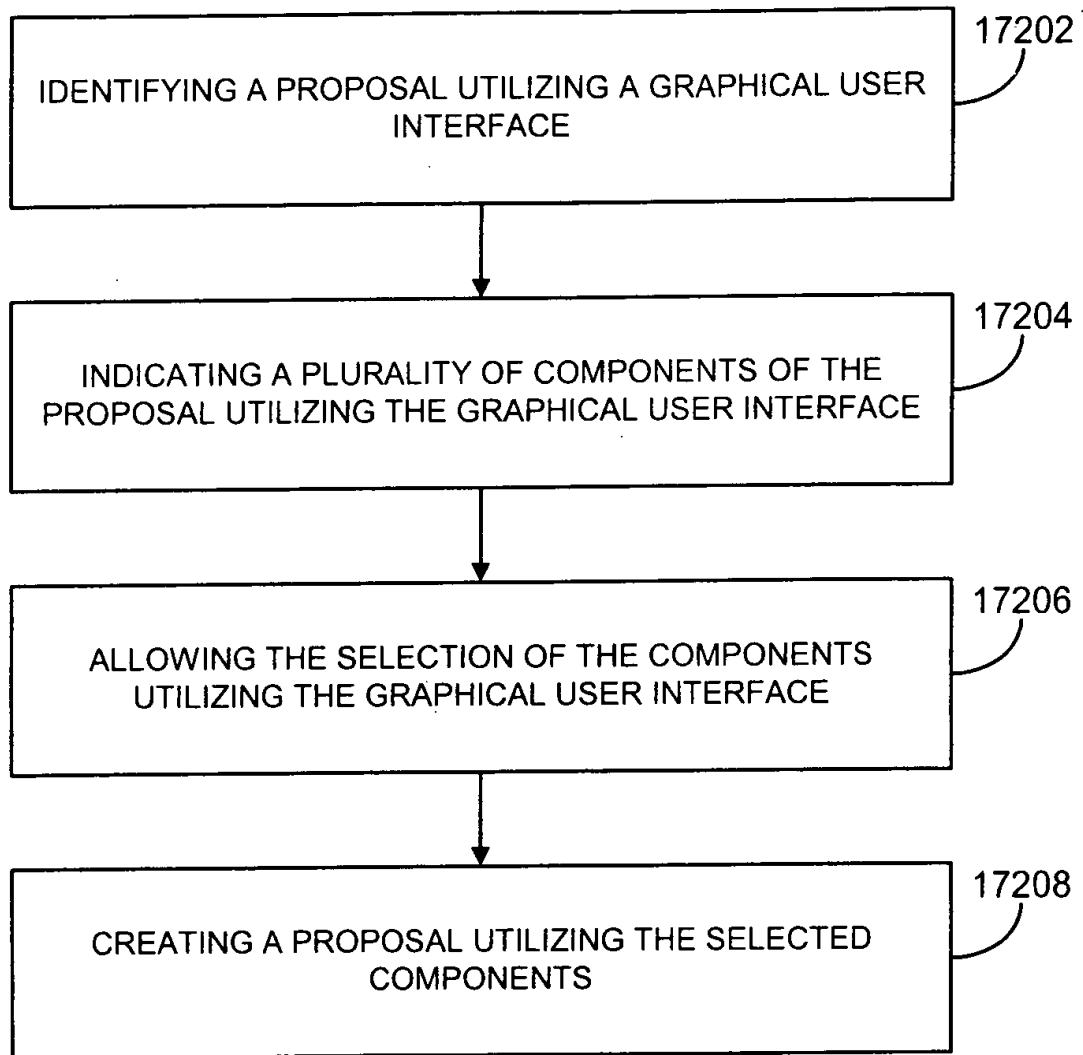 17202
IDENTIFYING A PROPOSAL UTILIZING A GRAPHICAL USER
INTERFACE
17204
INDICATING A PLURALITY OF COMPONENTS OF THE
PROPOSAL UTILIZING THE GRAPHICAL USER INTERFACE
17206
ALLOWING THE SELECTION OF THE COMPONENTS
UTILIZING THE GRAPHICAL USER INTERFACE
17208
CREATING A PROPOSAL UTILIZING THE SELECTED
COMPONENTS